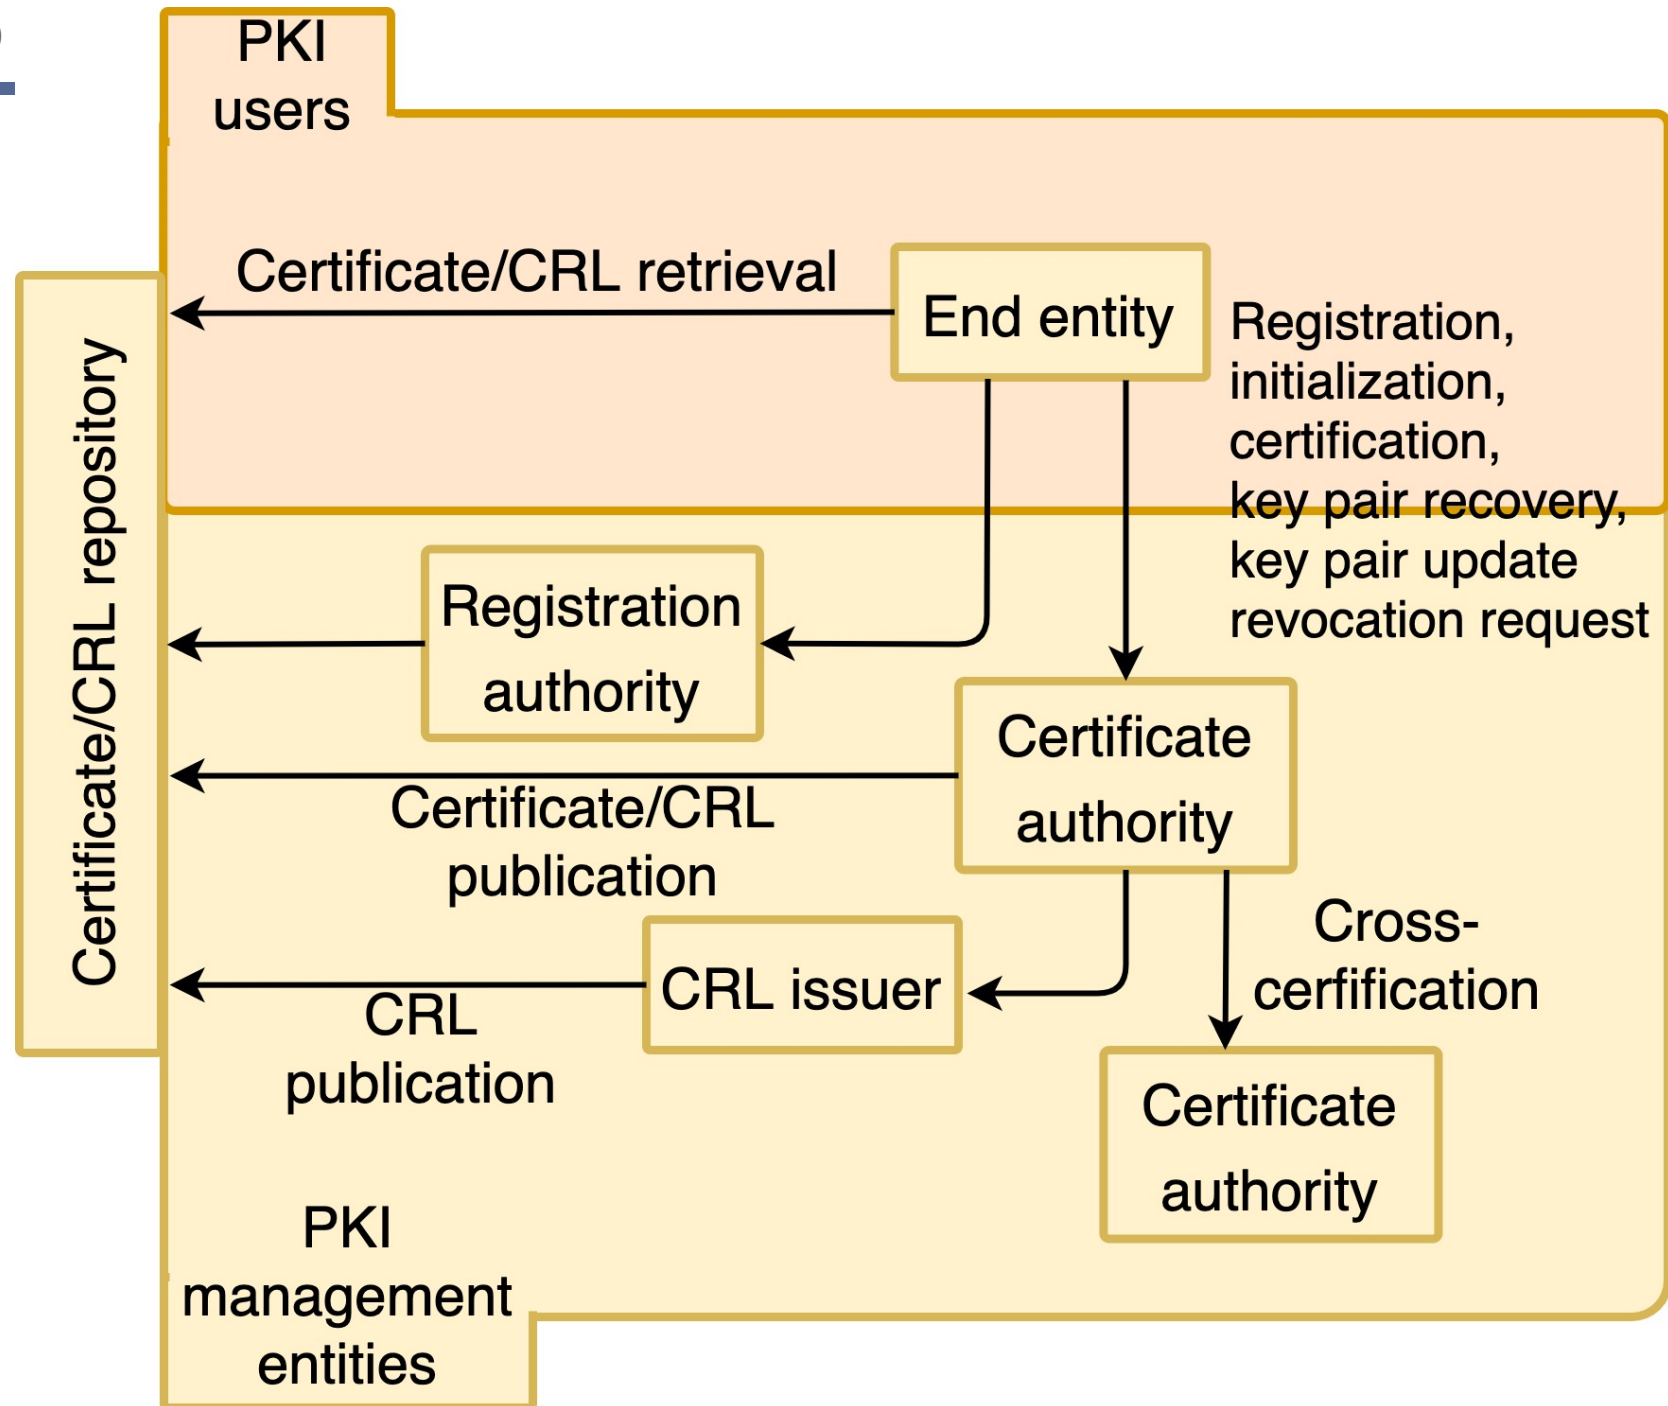 PKI
users
Certificate/CRL retrieval
End entity
Registration,
initialization,
certification,
key pair recovery,
key pair update
revocation request
Certificate/CRL repository
Registration
authority
Certificate
authority
Certificate/CRL
publication
CRL issuer
CRL
publication
Cross-
cerfification
Certificate
authority
PKI
management
entities